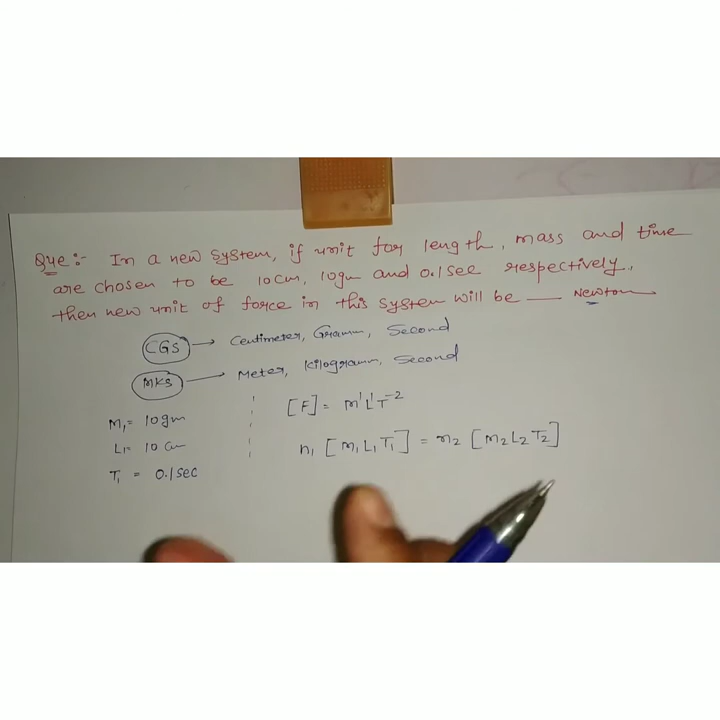 Que :- In a new system, if unit for length, mass and time
are chosen to be 10cm, 10gm and 0.1sec respectively.
then new unit of force in this system will be — Newton
CGS → Centimeter, Gramm, Second
MKS → Meter, Kilogramm, Second
M₁ = 10gm
L₁ = 10 cm
T₁ = 0.1sec
[F] = M¹L¹T⁻²
n₁ [M₁L₁T₁] = n₂ [M₂L₂T₂]